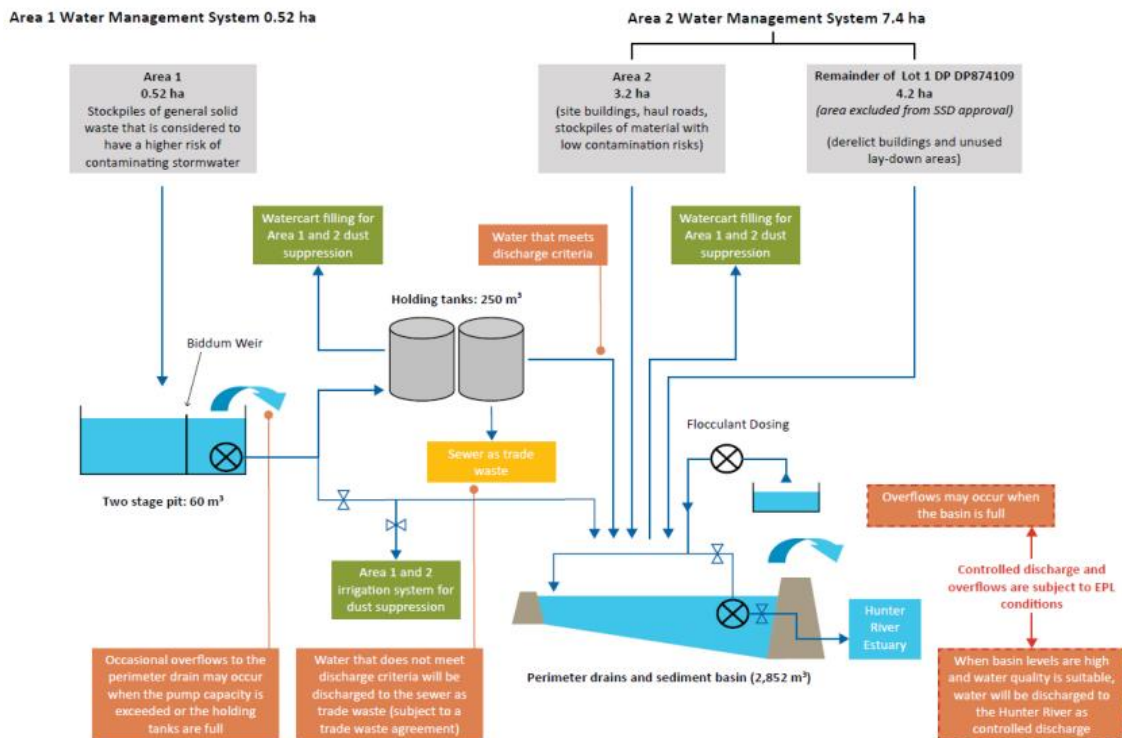 Area 1 Water Management System 0.52 ha
Area 2 Water Management System 7.4 ha
Area 1
0.52 ha
Stockpiles of general solid
waste that is considered to
have a higher risk of
contaminating stormwater
Area 2
3.2 ha
(site buildings, haul roads,
stockpiles of material with
low contamination risks)
Remainder of Lot 1 DP DP874109
4.2 ha
(area excluded from SSD approval)
(derelict buildings and unused
lay-down areas)
Watercart filling for
Area 1 and 2 dust
suppression
Water that meets
discharge criteria
Watercart filling for
Area 1 and 2 dust
suppression
Holding tanks: 250 m³
Biddum Weir
Flocculant Dosing
Sewer as trade
waste
Two stage pit: 60 m³
Overflows may occur when
the basin is full
Area 1 and 2
irrigation system for
dust suppression
Controlled discharge and
overflows are subject to EPL
conditions
Hunter
River
Estuary
Perimeter drains and sediment basin (2,852 m³)
Occasional overflows to the
perimeter drain may occur
when the pump capacity is
exceeded or the holding
tanks are full
Water that does not meet
discharge criteria will be
discharged to the sewer as
trade waste (subject to a
trade waste agreement)
When basin levels are high
and water quality is suitable,
water will be discharged to
the Hunter River as
controlled discharge